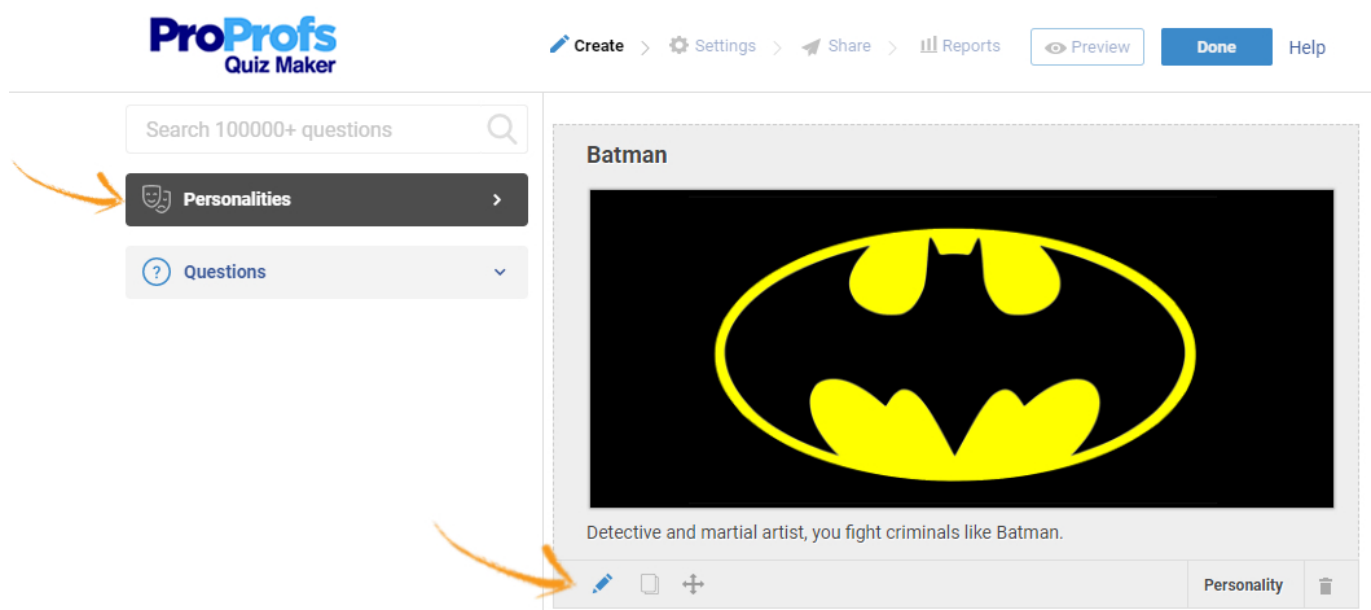 ProProfs
Quiz Maker
Create > Settings > Share > Reports Preview Done Help
Search 100000+ questions
Personalities
? Questions
Batman
Detective and martial artist, you fight criminals like Batman.
Personality